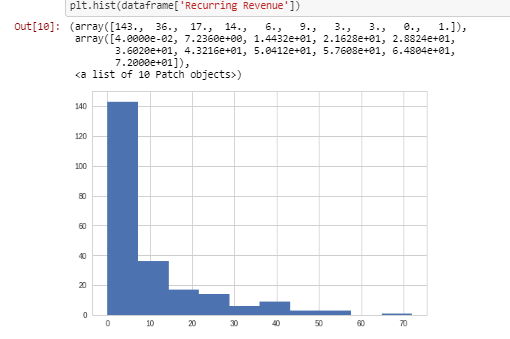 plt.hist(dataframe['Recurring Revenue'])
Out[10]: (array([143., 36., 17., 14., 6., 9., 3., 3., 0., 1.]),
array([4.0000e-02, 7.2360e+00, 1.4432e+01, 2.1628e+01, 2.8824e+01,
3.6020e+01, 4.3216e+01, 5.0412e+01, 5.7608e+01, 6.4804e+01,
7.2000e+01]),
<a list of 10 Patch objects>)
140
120
100
80
60
40
20
0
0 10 20 30 40 50 60 70